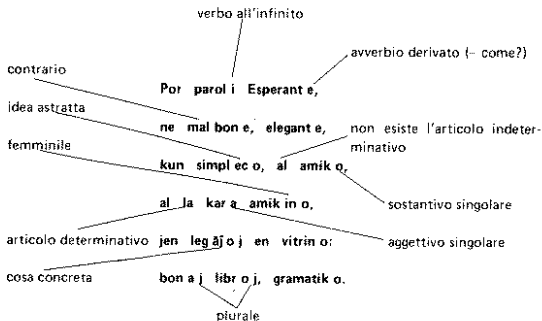 verbo all'infinito
avverbio derivato (– come?)
contrario
Por parol i Esperant e,
idea astratta
ne mal bon e, elegant e,
non esiste l'articolo indeter-
minativo
femminile
kun simpl ec o, al amik o,
sostantivo singolare
al la kar a amik in o,
articolo determinativo
jen leg aĵ o j en vitrin o:
aggettivo singolare
cosa concreta
bon a j libr o j, gramatik o.
plurale